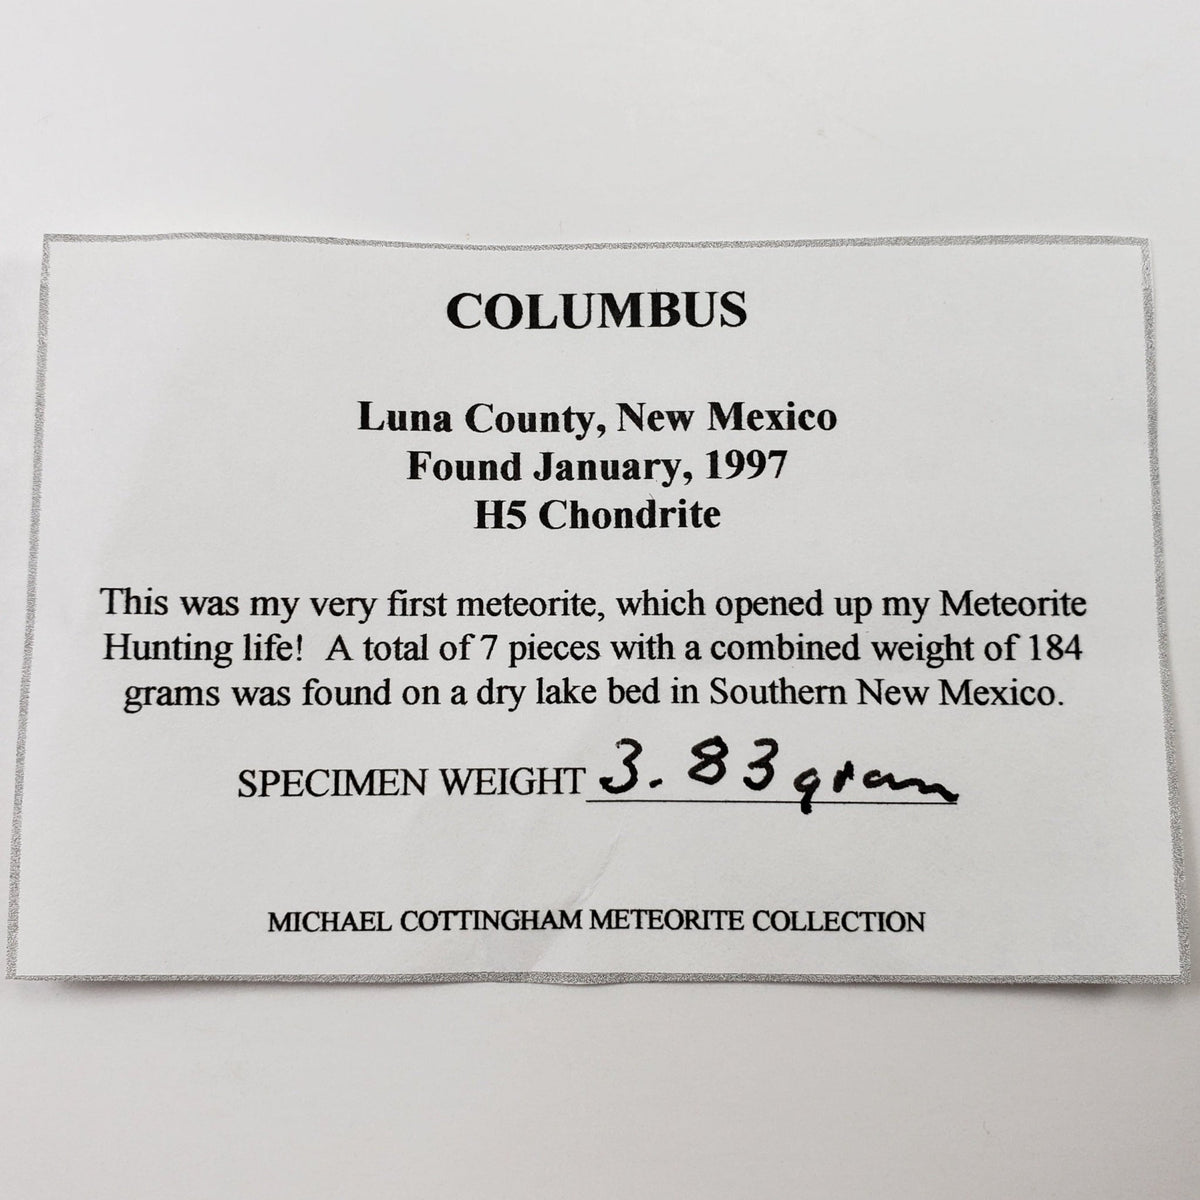 COLUMBUS
Luna County, New Mexico
Found January, 1997
H5 Chondrite
This was my very first meteorite, which opened up my Meteorite
Hunting life!  A total of 7 pieces with a combined weight of 184
grams was found on a dry lake bed in Southern New Mexico.
SPECIMEN WEIGHT 3.83 gram
MICHAEL COTTINGHAM METEORITE COLLECTION